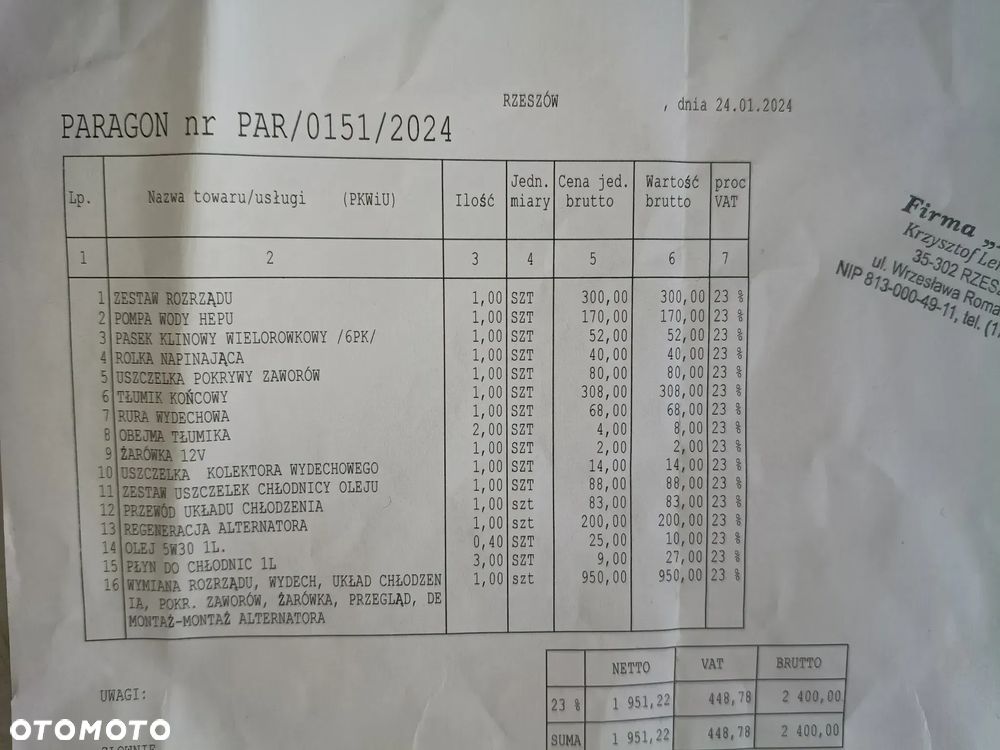 RZESZÓW , dnia 24.01.2024
PARAGON nr PAR/0151/2024
Lp. Nazwa towaru/usługi (PKWiU) Ilość Jedn. miary Cena jed. brutto Wartość brutto proc VAT
1 2 3 4 5 6 7
1 ZESTAW ROZRZĄDU 1,00 SZT 300,00 300,00 23 %
2 POMPA WODY HEPU 1,00 SZT 170,00 170,00 23 %
3 PASEK KLINOWY WIELOROWKOWY /6PK/ 1,00 SZT 52,00 52,00 23 %
4 ROLKA NAPINAJĄCA 1,00 SZT 40,00 40,00 23 %
5 USZCZELKA POKRYWY ZAWORÓW 1,00 SZT 80,00 80,00 23 %
6 TŁUMIK KOŃCOWY 1,00 SZT 308,00 308,00 23 %
7 RURA WYDECHOWA 1,00 SZT 68,00 68,00 23 %
8 OBEJMA TŁUMIKA 2,00 SZT 4,00 8,00 23 %
9 ŻARÓWKA 12V 1,00 SZT 2,00 2,00 23 %
10 USZCZELKA KOLEKTORA WYDECHOWEGO 1,00 SZT 14,00 14,00 23 %
11 ZESTAW USZCZELEK CHŁODNICY OLEJU 1,00 SZT 88,00 88,00 23 %
12 PRZEWÓD UKŁADU CHŁODZENIA 1,00 szt 83,00 83,00 23 %
13 REGENERACJA ALTERNATORA 1,00 szt 200,00 200,00 23 %
14 OLEJ 5W30 1L. 0,40 SZT 25,00 10,00 23 %
15 PŁYN DO CHŁODNIC 1L 3,00 SZT 9,00 27,00 23 %
16 WYMIANA ROZRZĄDU, WYDECH, UKŁAD CHŁODZEN 1,00 szt 950,00 950,00 23 %
IA, POKR. ZAWORÓW, ŻARÓWKA, PRZEGLĄD, DE
MONTAŻ-MONTAŻ ALTERNATORA
NETTO VAT BRUTTO
23 % 1 951,22 448,78 2 400,00
SUMA 1 951,22 448,78 2 400,00
UWAGI:
SŁOWNIE
Firma „
Krzysztof
35-302 RZESZ
ul. Wrzesława Roma
NIP 813-000-49-11, tel. (17
OTOMOTO